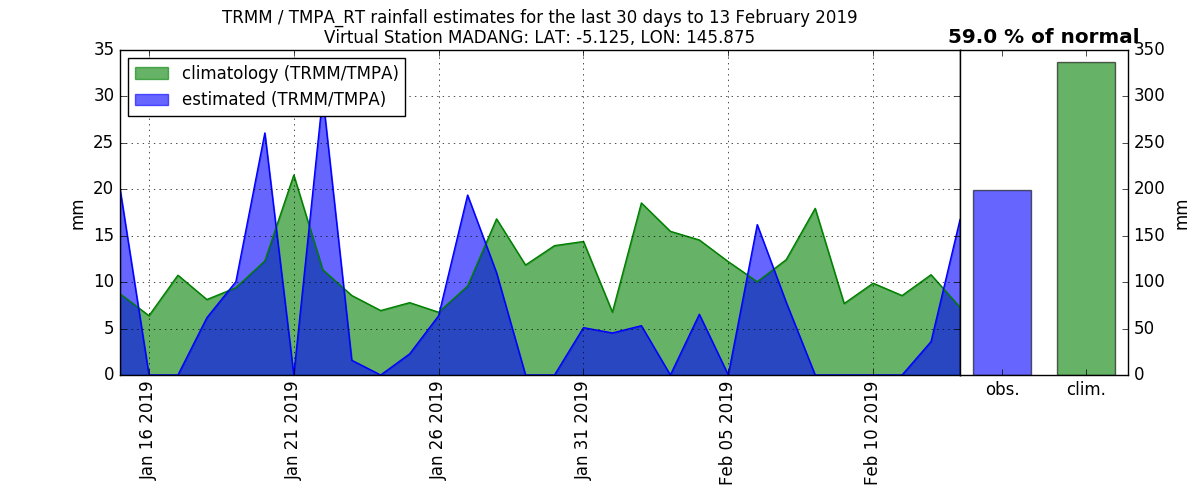 TRMM / TMPA_RT rainfall estimates for the last 30 days to 13 February 2019
Virtual Station MADANG: LAT: -5.125, LON: 145.875
59.0 % of normal
climatology (TRMM/TMPA)
estimated (TRMM/TMPA)
35
30
25
20
15
10
5
0
mm
Jan 16 2019
Jan 21 2019
Jan 26 2019
Jan 31 2019
Feb 05 2019
Feb 10 2019
350
300
250
200
150
100
50
0
mm
obs.
clim.